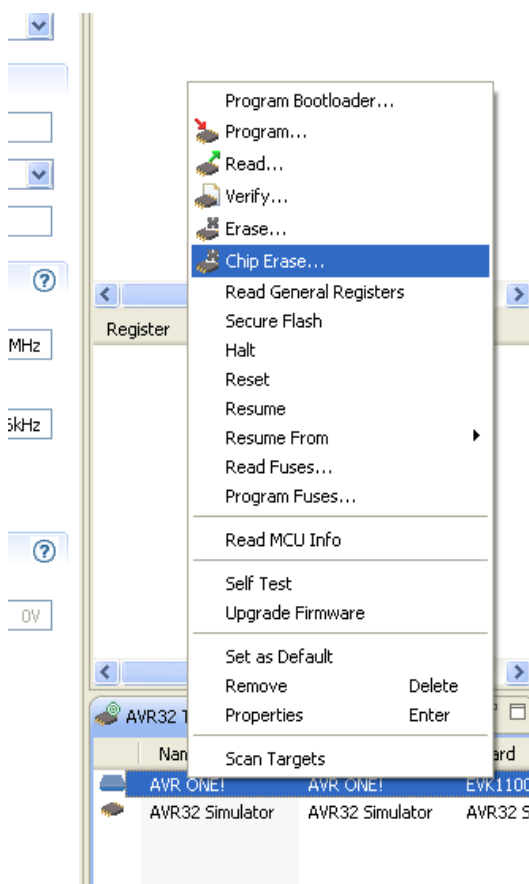 Program Bootloader...
Program...
Read...
Verify...
Erase...
Chip Erase...
Read General Registers
Register
Secure Flash
MHz
Halt
Reset
Resume
Resume From
Read Fuses...
Program Fuses...
Read MCU Info
Self Test
0V
Upgrade Firmware
Set as Default
Remove Delete
AVR32
Properties Enter
Scan Targets
AVR ONE! AVR ONE! EVK1100
AVR32 Simulator AVR32 Simulator AVR32